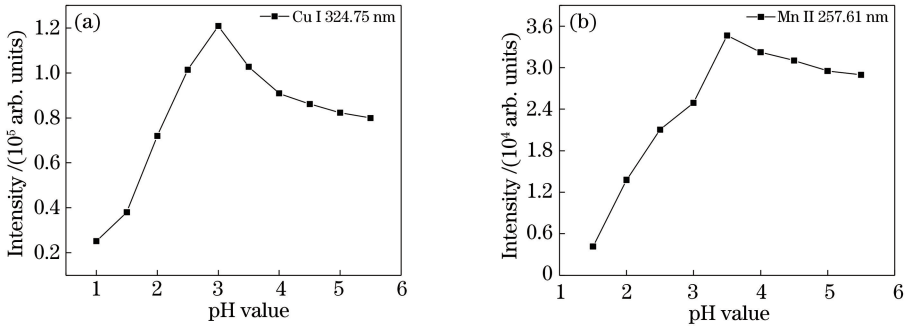 (a)
Cu I 324.75 nm
Intensity /(10⁵ arb. units)
1.2
1.0
0.8
0.6
0.4
0.2
1 2 3 4 5 6
pH value
(b)
Mn II 257.61 nm
Intensity /(10⁴ arb. units)
3.6
3.0
2.4
1.8
1.2
0.6
0
1 2 3 4 5 6
pH value